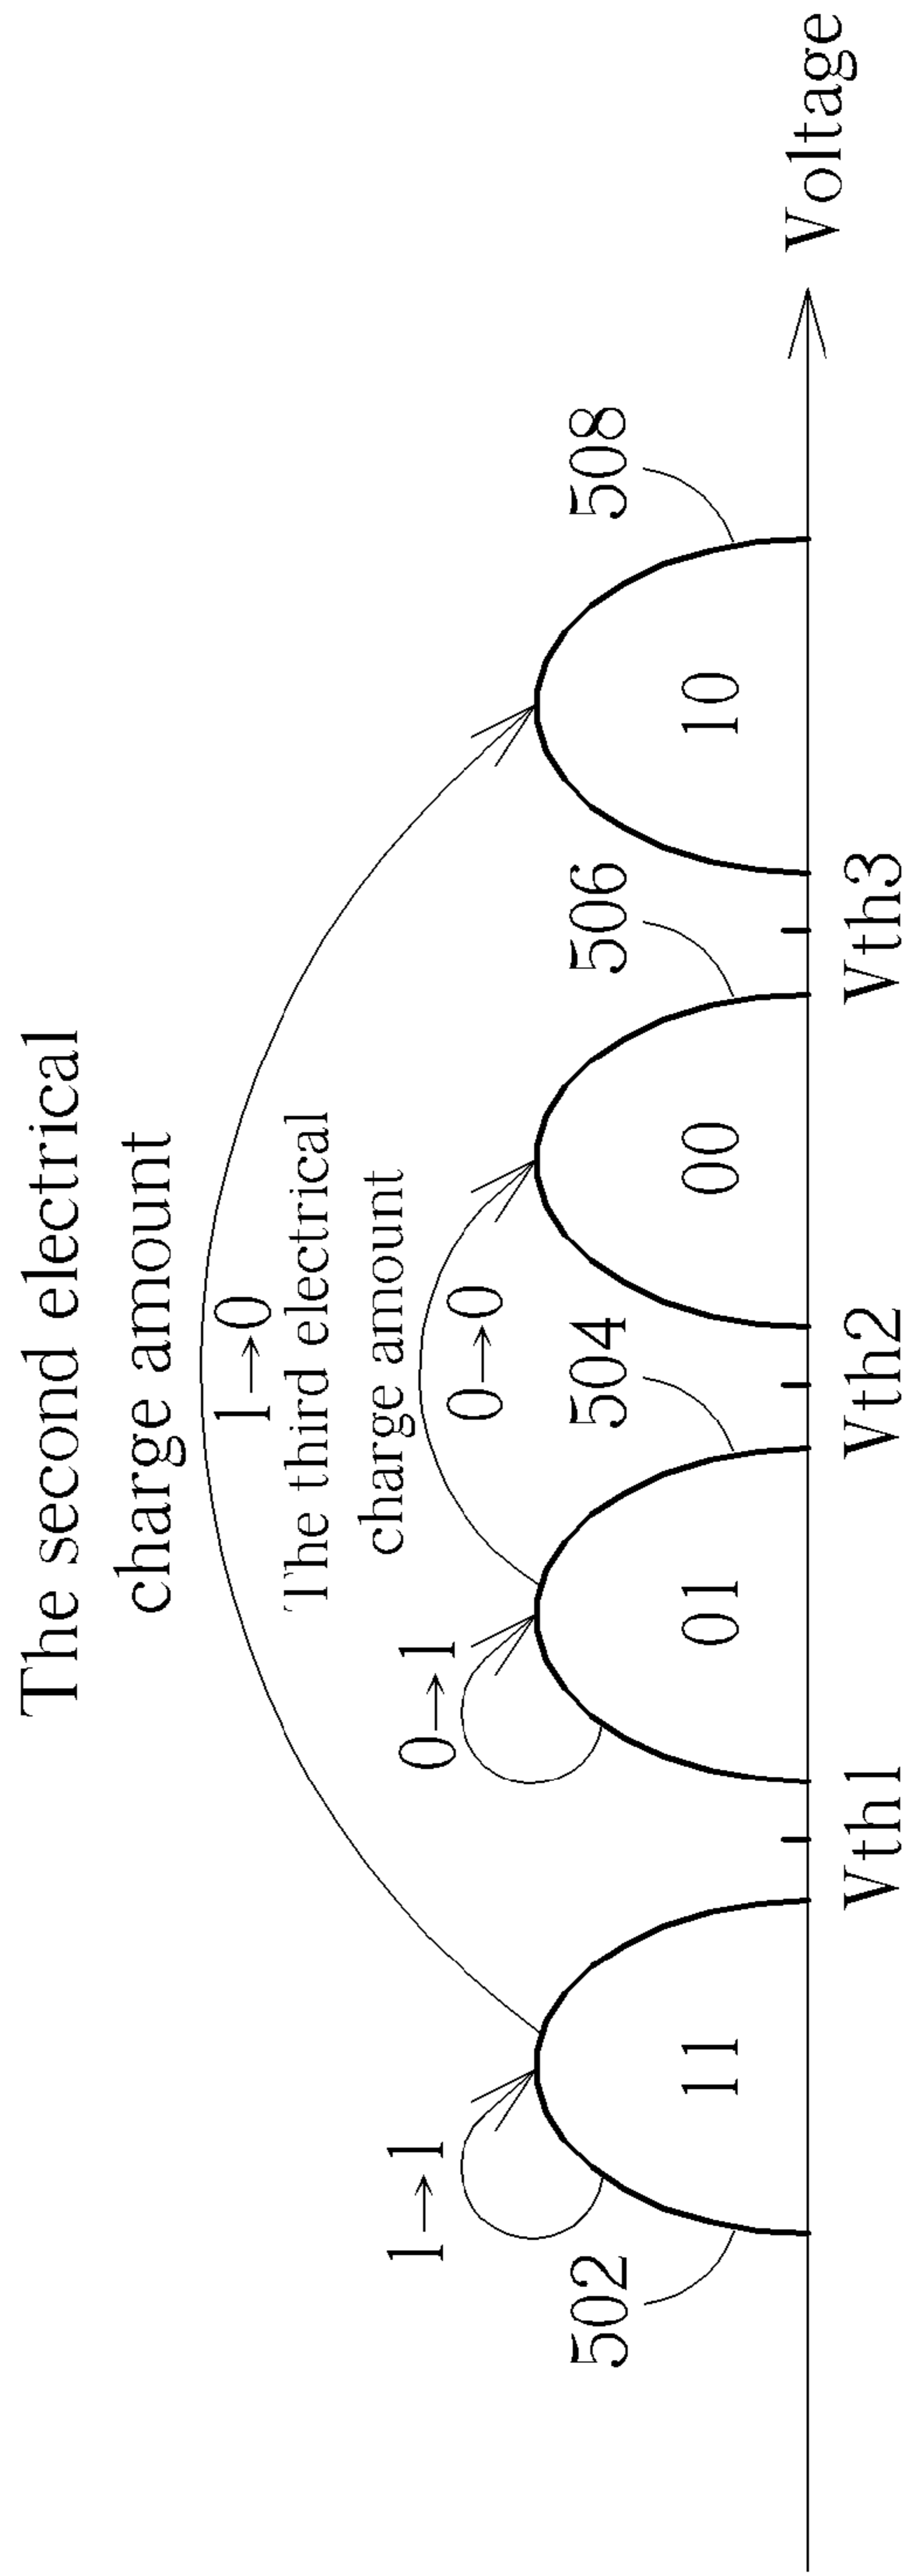 The second electrical
charge amount
1→0
The third electrical
charge amount
0→0
1→1
0→1
502
504
506
508
11
01
00
10
Vth1
Vth2
Vth3
Voltage